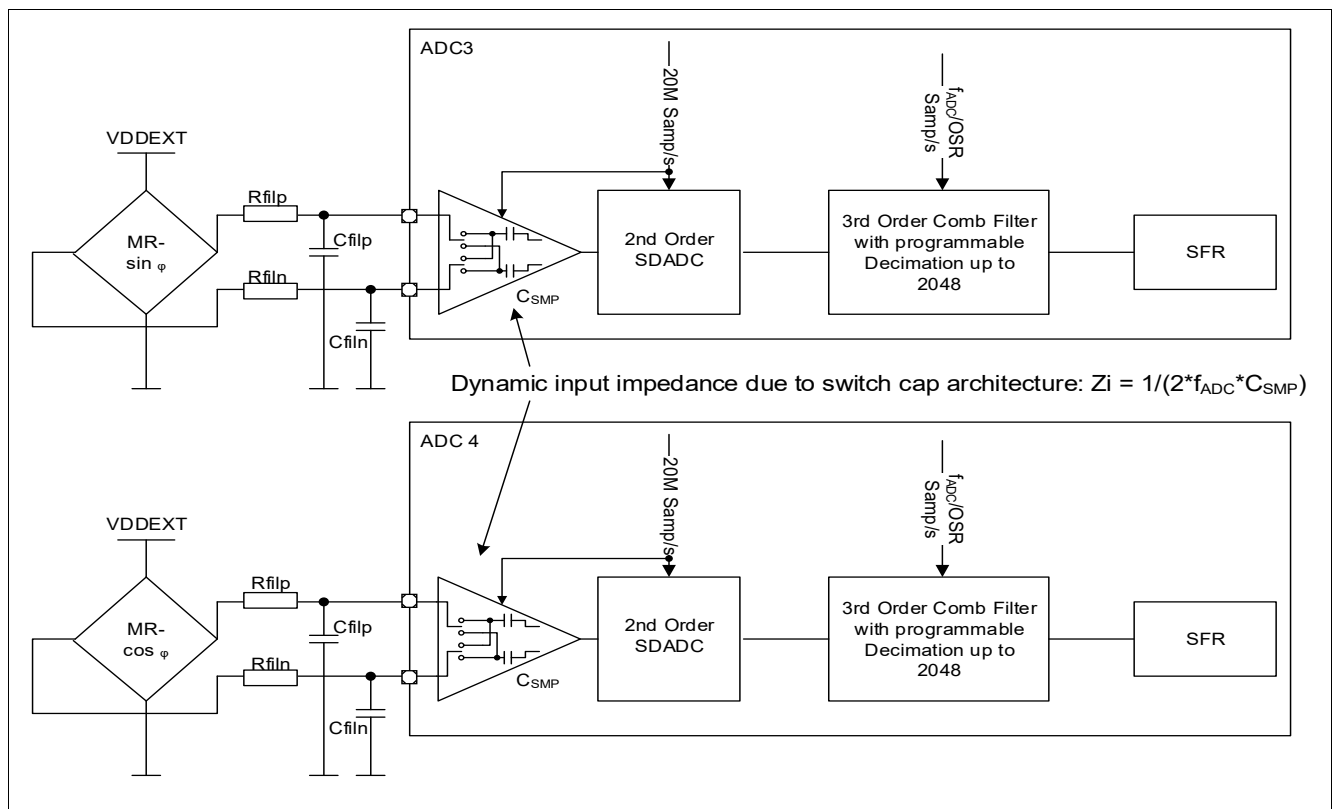 ADC3
20M Samp/s
fADC/OSR
Samp/s
VDDEXT
MR-
sin φ
Rfilp
Cfilp
Rfiln
Cfiln
CSMP
2nd Order
SDADC
3rd Order Comb Filter
with programmable
Decimation up to
2048
SFR
Dynamic input impedance due to switch cap architecture: Zi = 1/(2*fADC*CSMP)
ADC 4
20M Samp/s
fADC/OSR
Samp/s
VDDEXT
MR-
cos φ
Rfilp
Cfilp
Rfiln
Cfiln
CSMP
2nd Order
SDADC
3rd Order Comb Filter
with programmable
Decimation up to
2048
SFR